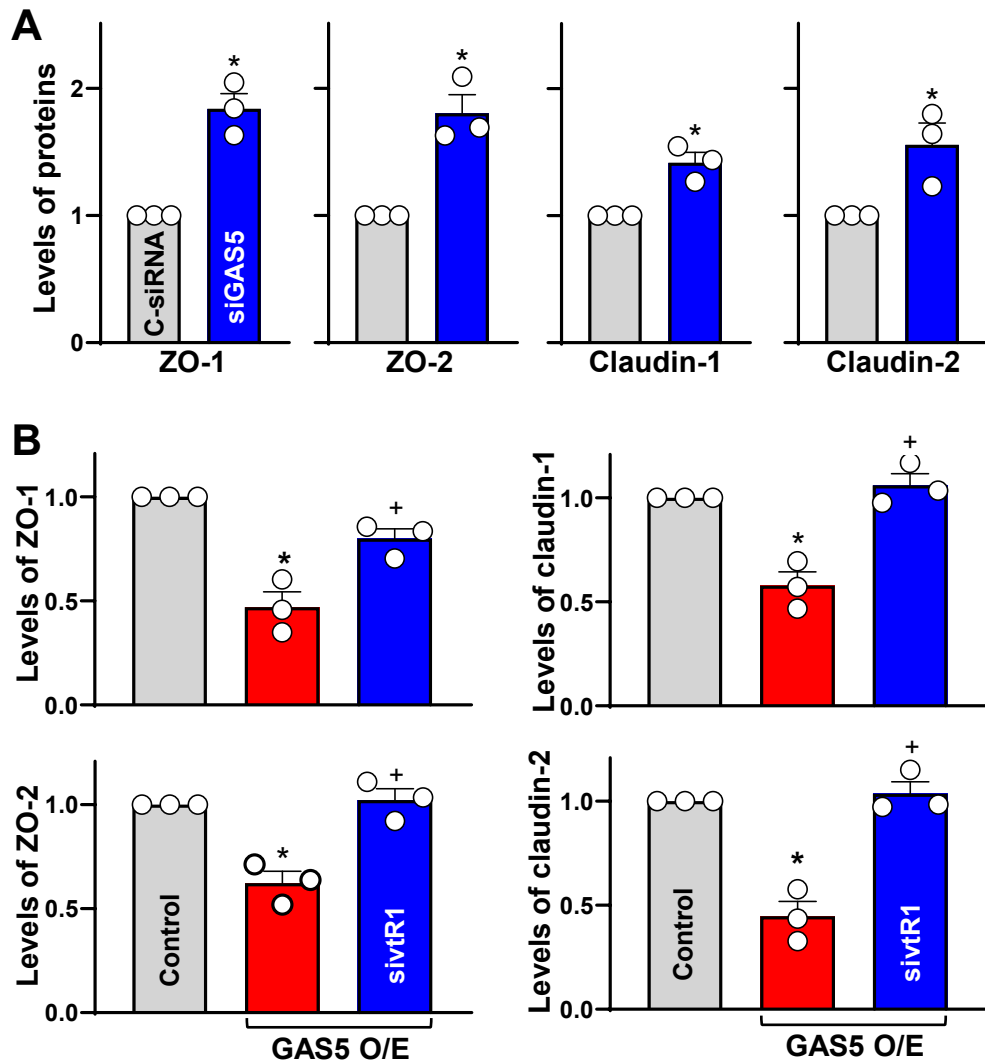 A
Levels of proteins
2
1
0
* * * *
C-siRNA siGAS5
ZO-1 ZO-2 Claudin-1 Claudin-2
B
Levels of ZO-1
1.0
0.5
0.0
* +
Levels of claudin-1
1.0
0.5
0.0
* +
Levels of ZO-2
1.0
0.5
0.0
* +
Control sivtR1
GAS5 O/E
Levels of claudin-2
1.0
0.5
0.0
* +
Control sivtR1
GAS5 O/E